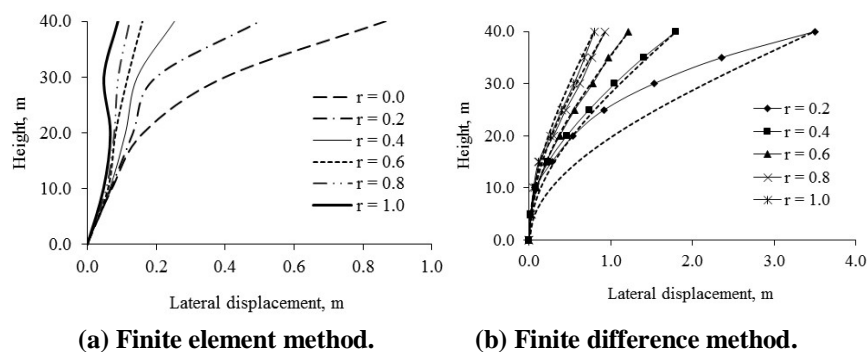 40.0
30.0
20.0
10.0
0.0
Height, m
r = 0.0
r = 0.2
r = 0.4
r = 0.6
r = 0.8
r = 1.0
0.0 0.2 0.4 0.6 0.8 1.0
Lateral displacement, m
(a) Finite element method.
40.0
30.0
20.0
10.0
0.0
Height, m
r = 0.2
r = 0.4
r = 0.6
r = 0.8
r = 1.0
0.0 1.0 2.0 3.0 4.0
Lateral displacement, m
(b) Finite difference method.